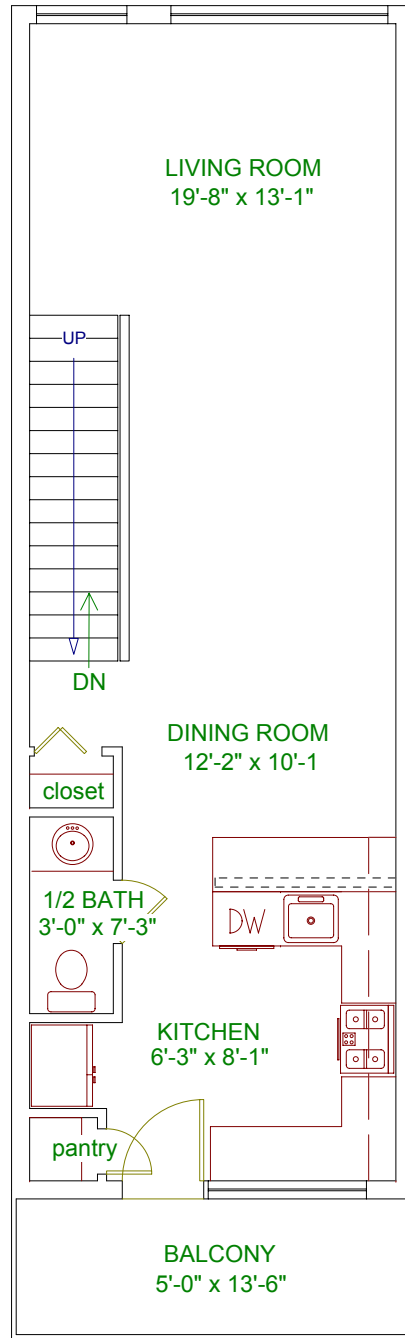 LIVING ROOM
19'-8" x 13'-1"
UP
DN
DINING ROOM
12'-2" x 10'-1
closet
1/2 BATH
3'-0" x 7'-3"
DW
KITCHEN
6'-3" x 8'-1"
pantry
BALCONY
5'-0" x 13'-6"